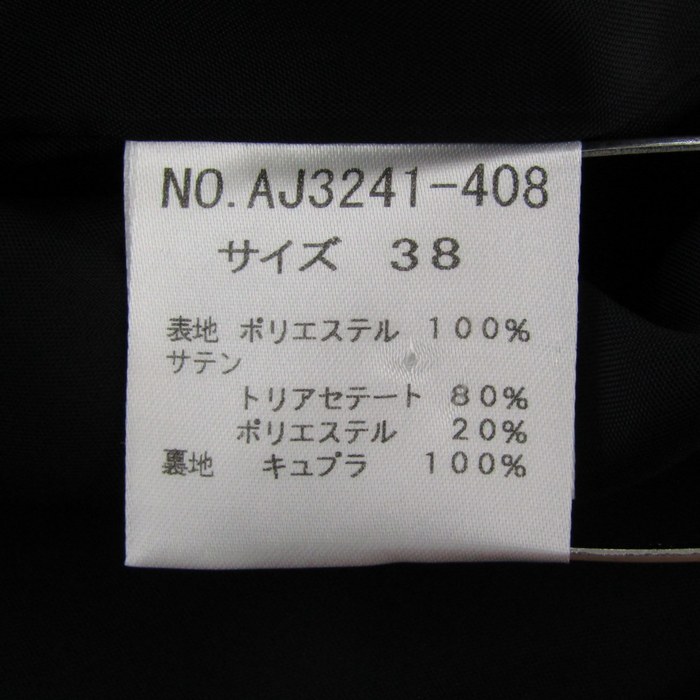 NO.AJ3241-408
サイズ 38
表地 ポリエステル 100%
サテン
トリアセテート 80%
ポリエステル 20%
裏地 キュプラ 100%